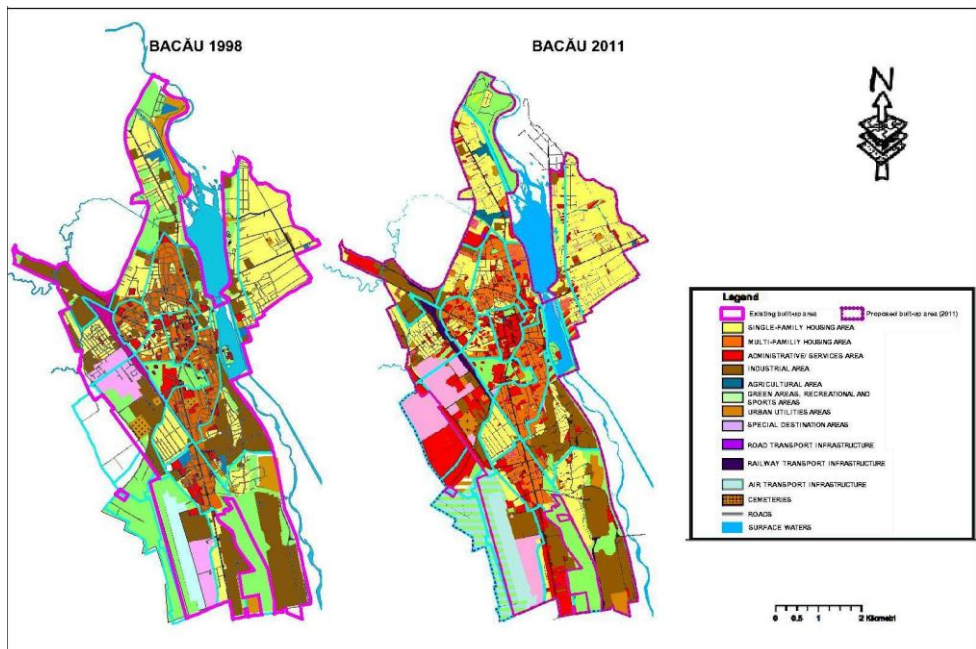 BACĂU 1998
BACĂU 2011
N
Legend
Existing built-up area
Proposed built-up area (2011)
SINGLE-FAMILY HOUSING AREA
MULTI-FAMILIY HOUSING AREA
ADMINISTRATIVE/ SERVICES AREA
INDUSTRIAL AREA
AGRICULTURAL AREA
GREEN AREAS, RECREATIONAL AND
SPORTS AREAS
URBAN UTILITIES AREAS
SPECIAL DESTINATION AREAS
ROAD TRANSPORT INFRASTRUCTURE
RAILWAY TRANSPORT INFRASTRUCTURE
AIR TRANSPORT INFRASTRUCTURE
CEMETERIES
ROADS
SURFACE WATERS
0 0.5 1 2 Kilometri